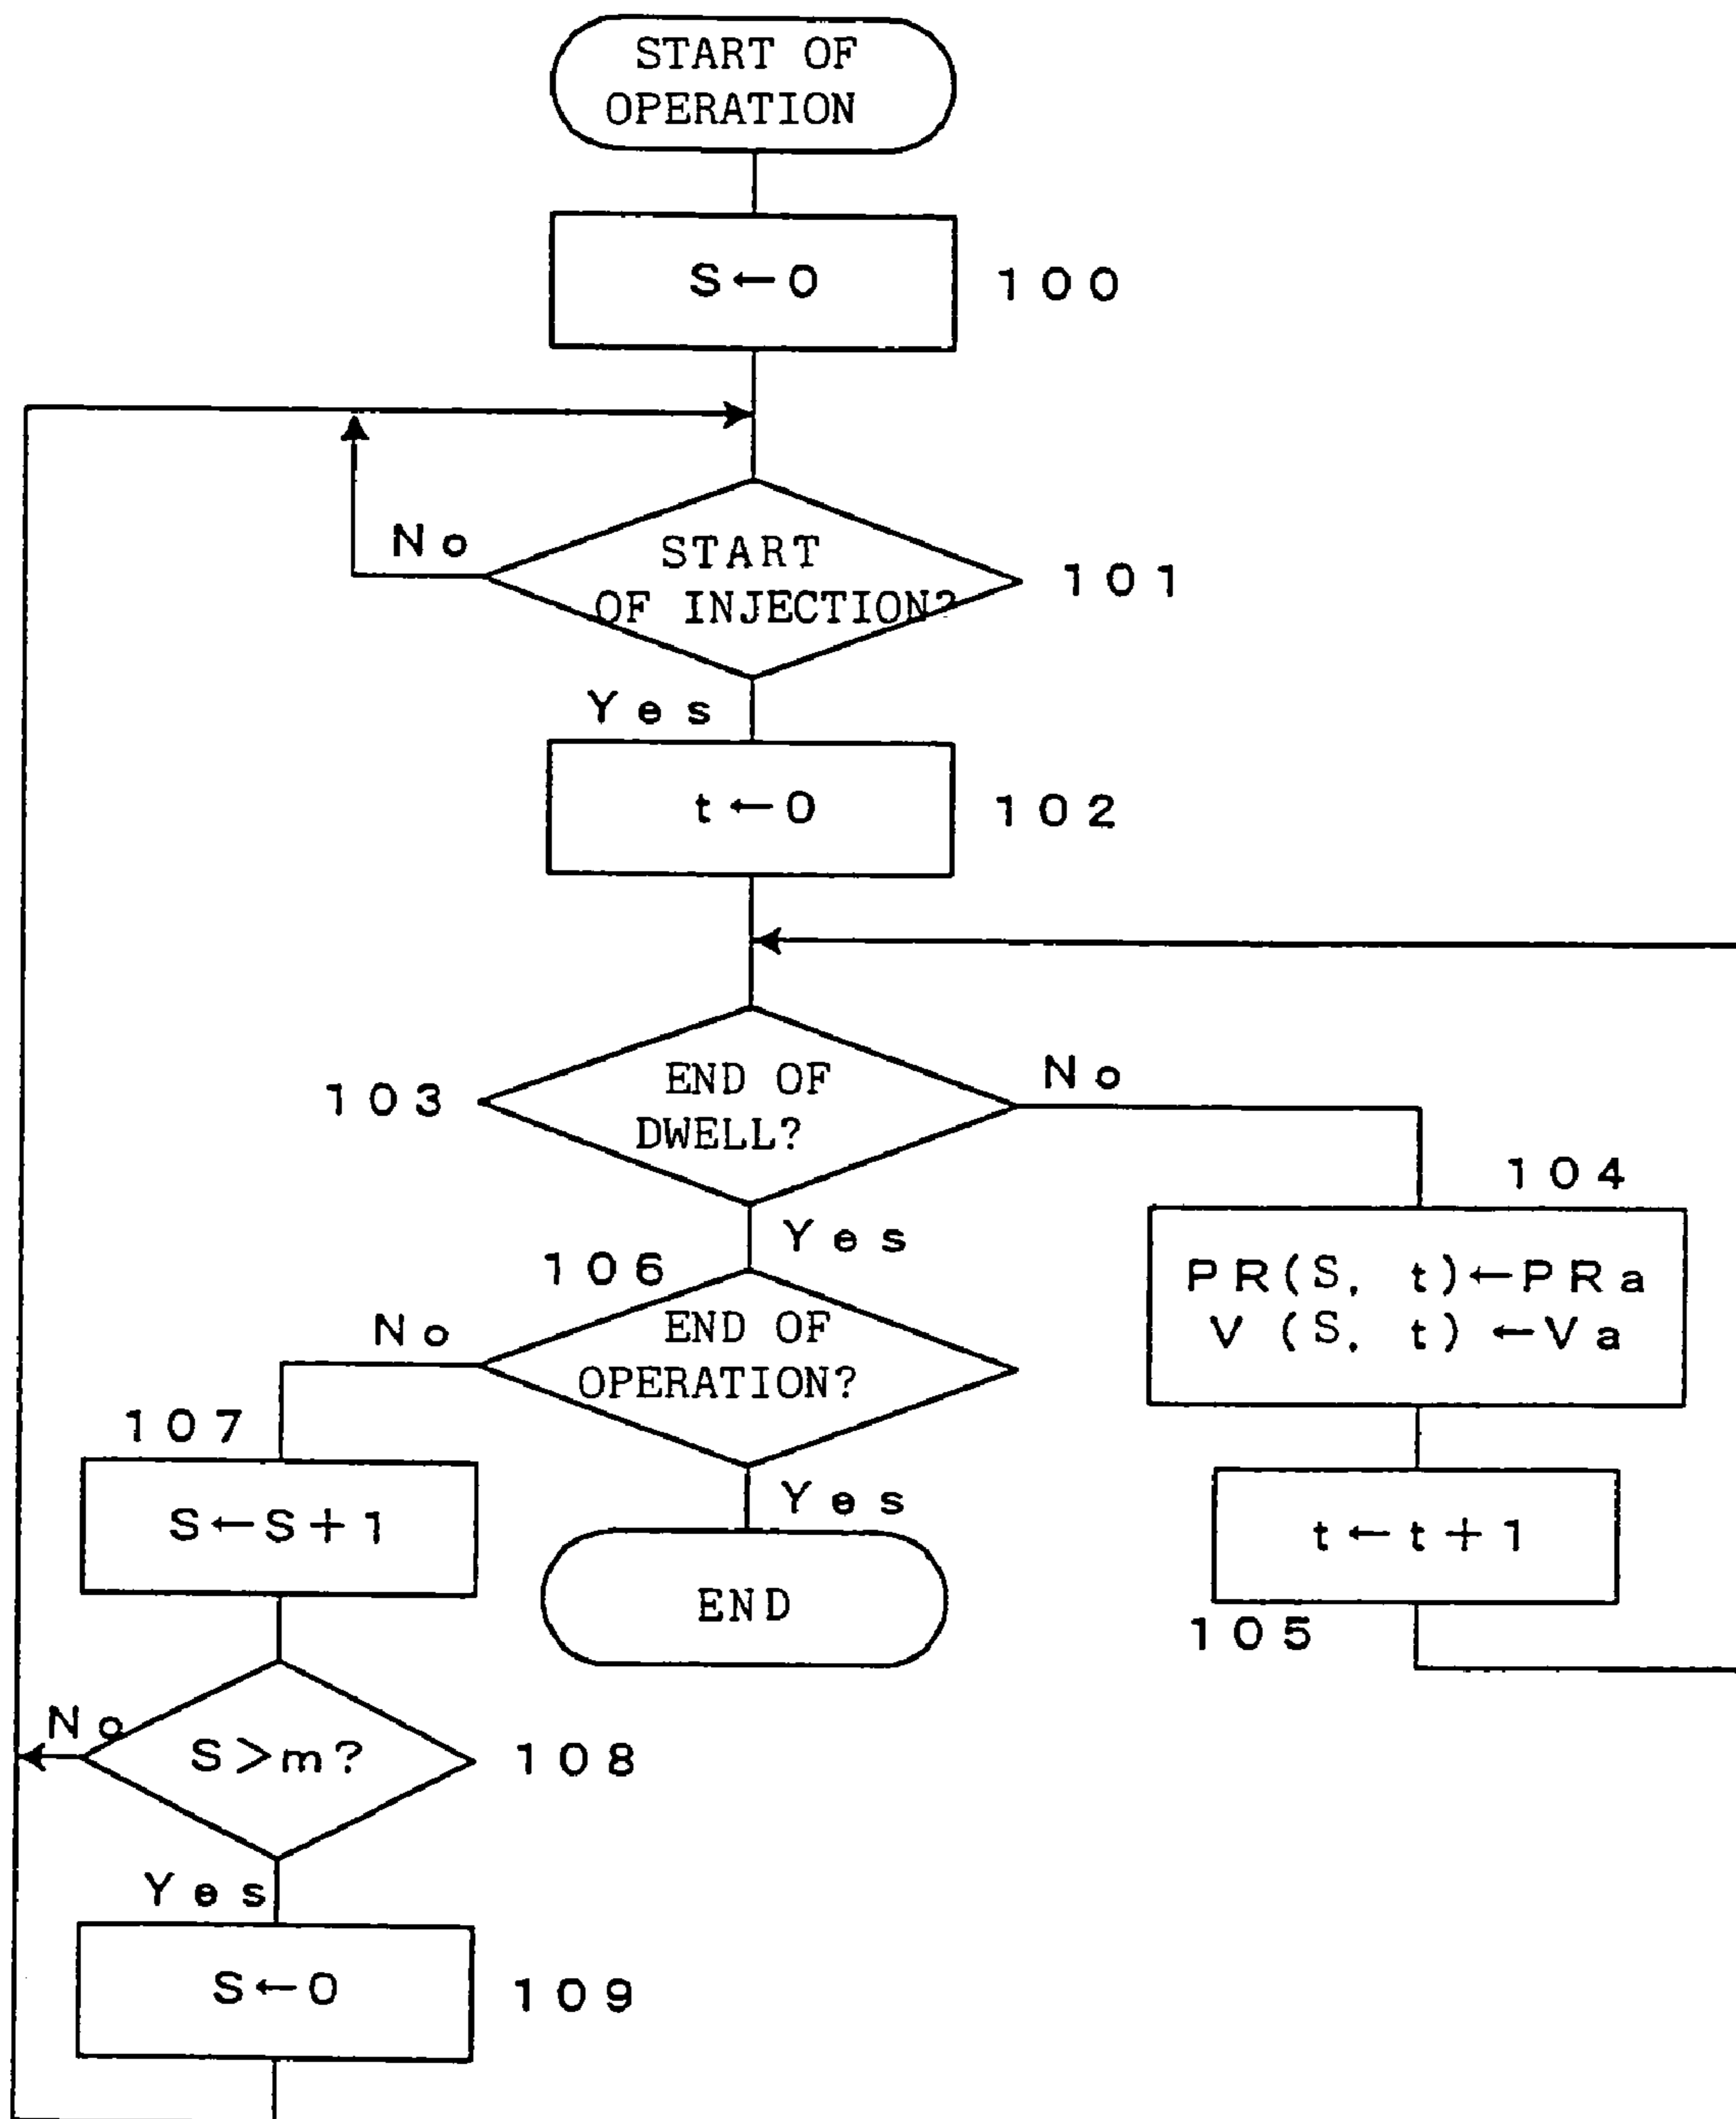 START OF
OPERATION
S←0
100
No
START
OF INJECTION?
101
Yes
t←0
102
103
END OF
DWELL?
No
104
Yes
106
PR(S, t)←PRa
V (S, t) ←Va
No
END OF
OPERATION?
107
S←S+1
Yes
t←t+1
END
105
No
S>m?
108
Yes
S←0
109